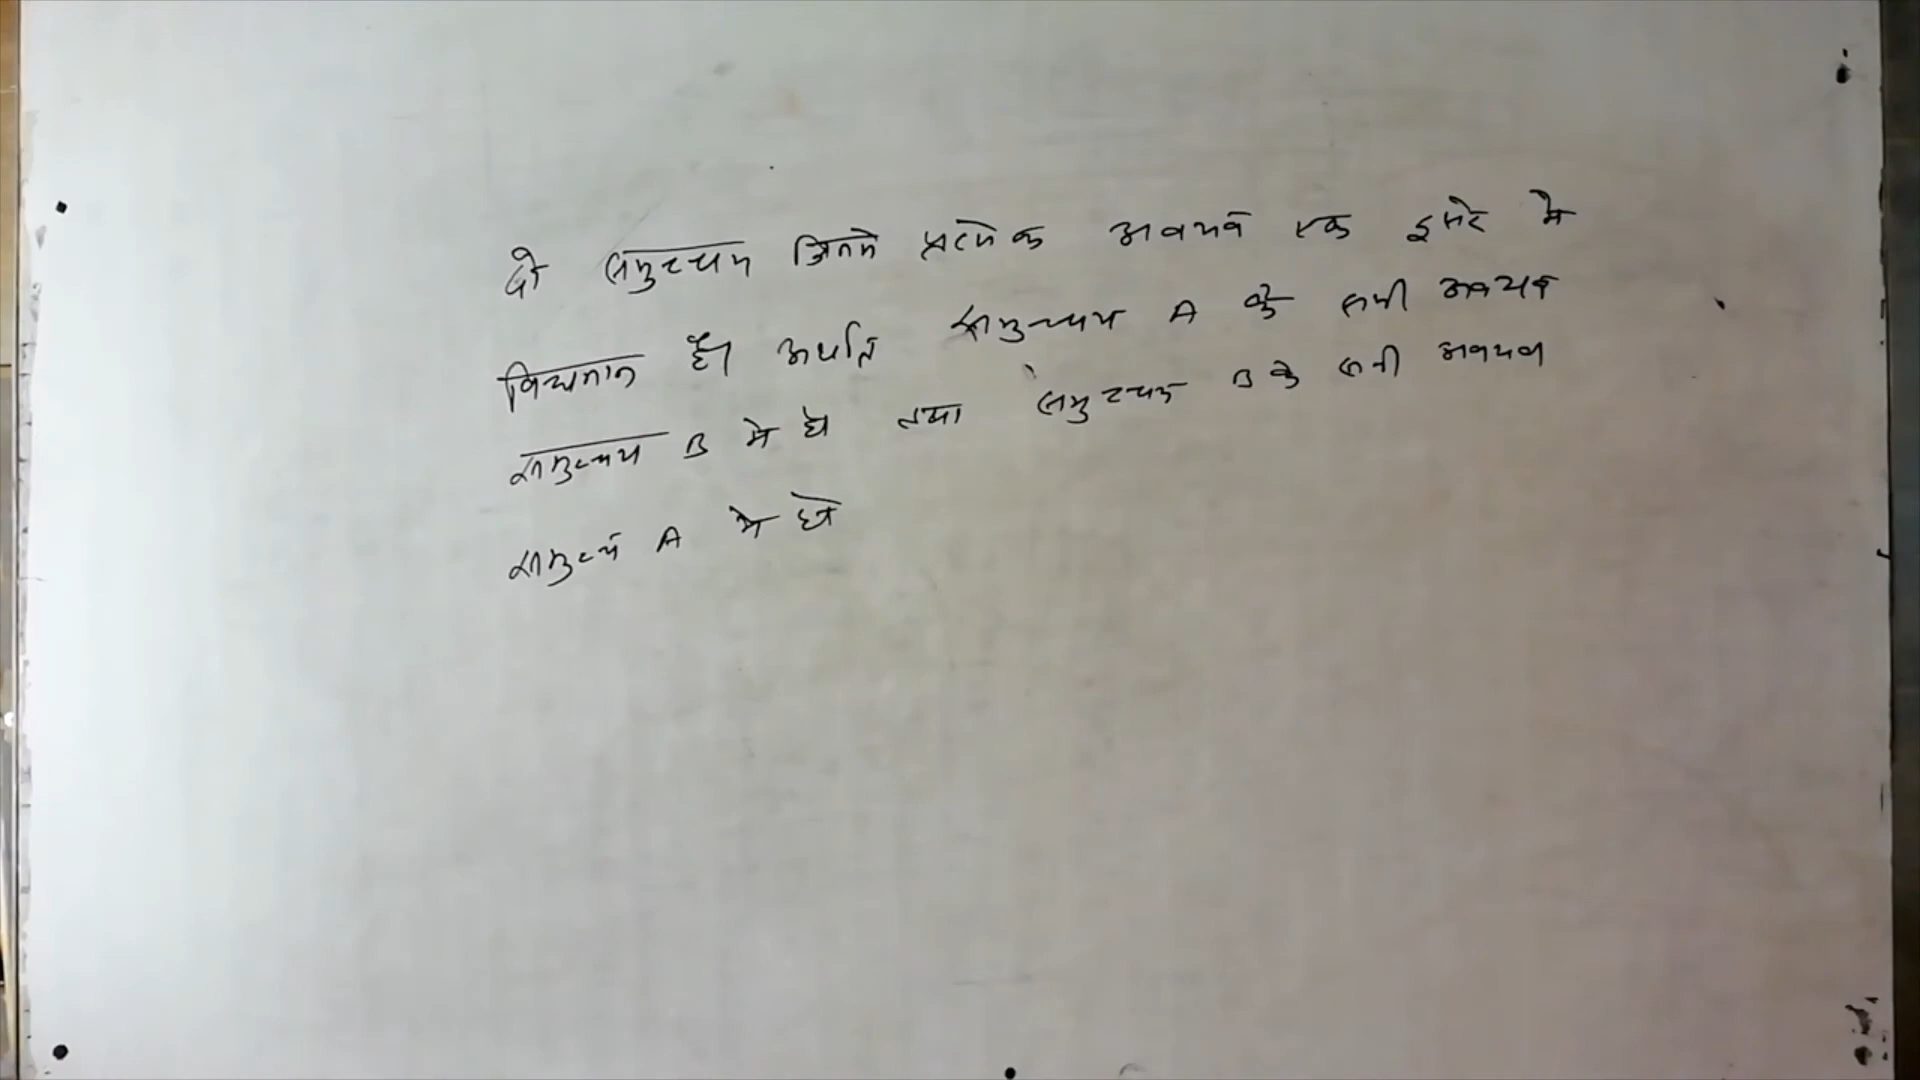 दो समुच्चय जिनमे प्रत्येक अवयव एक दुसरे मे
विद्यमान है। अर्थात समुच्चय A के सभी अवयव
समुच्चय B मे हो तथा समुच्चय B के सभी अवयव
समुच्चय A मे हो